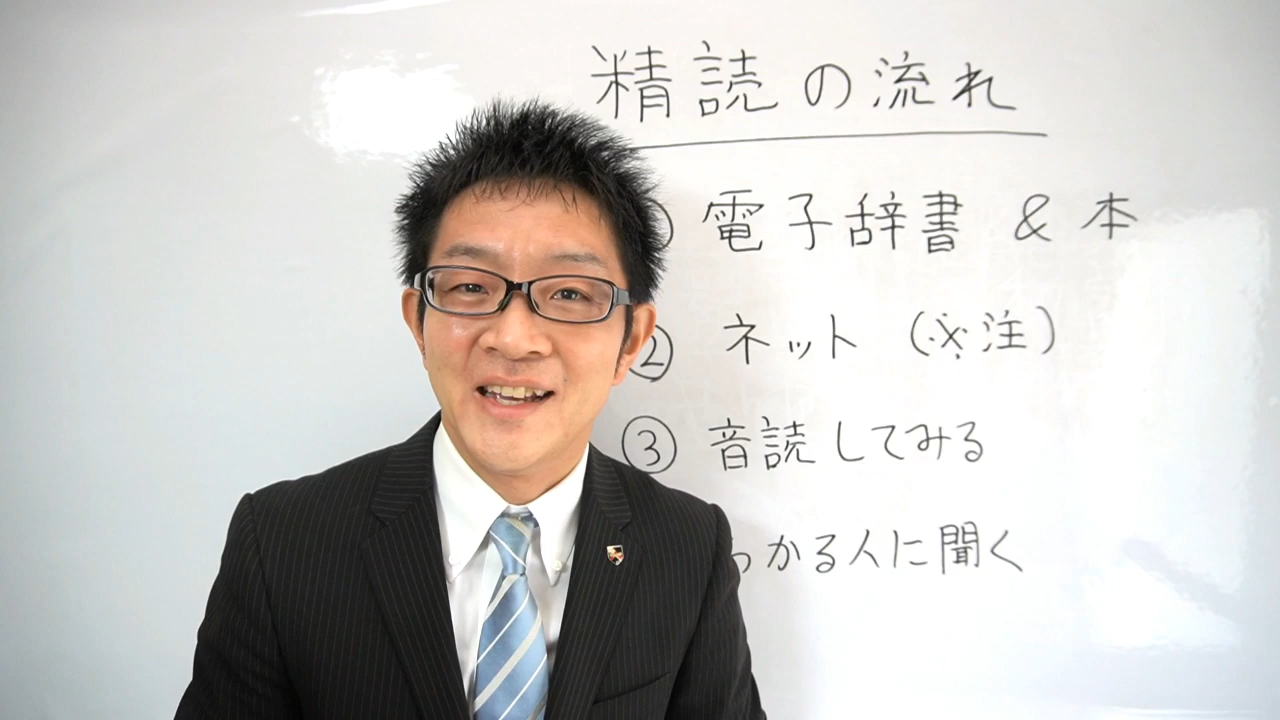 精読の流れ
電子辞書 & 本
② ネット (※注)
③ 音読してみる
かる人に聞く